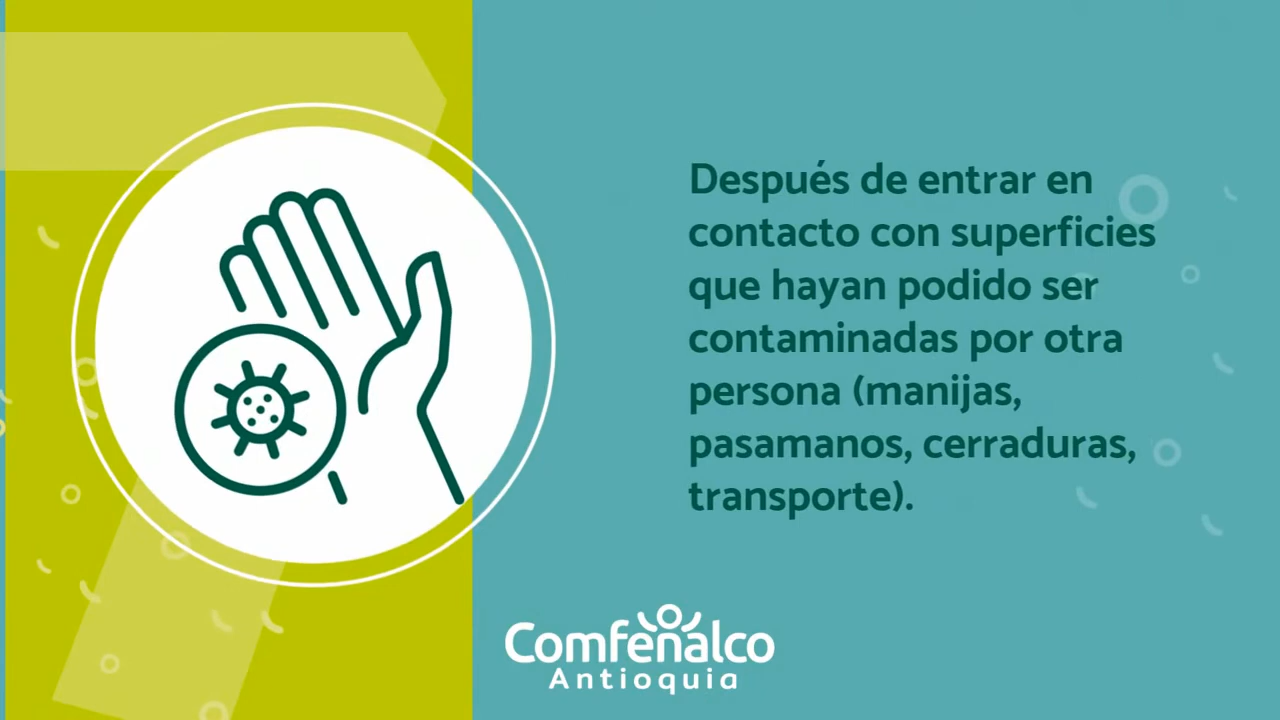 Después de entrar en
contacto con superficies
que hayan podido ser
contaminadas por otra
persona (manijas,
pasamanos, cerraduras,
transporte).
Comfenalco
Antioquia